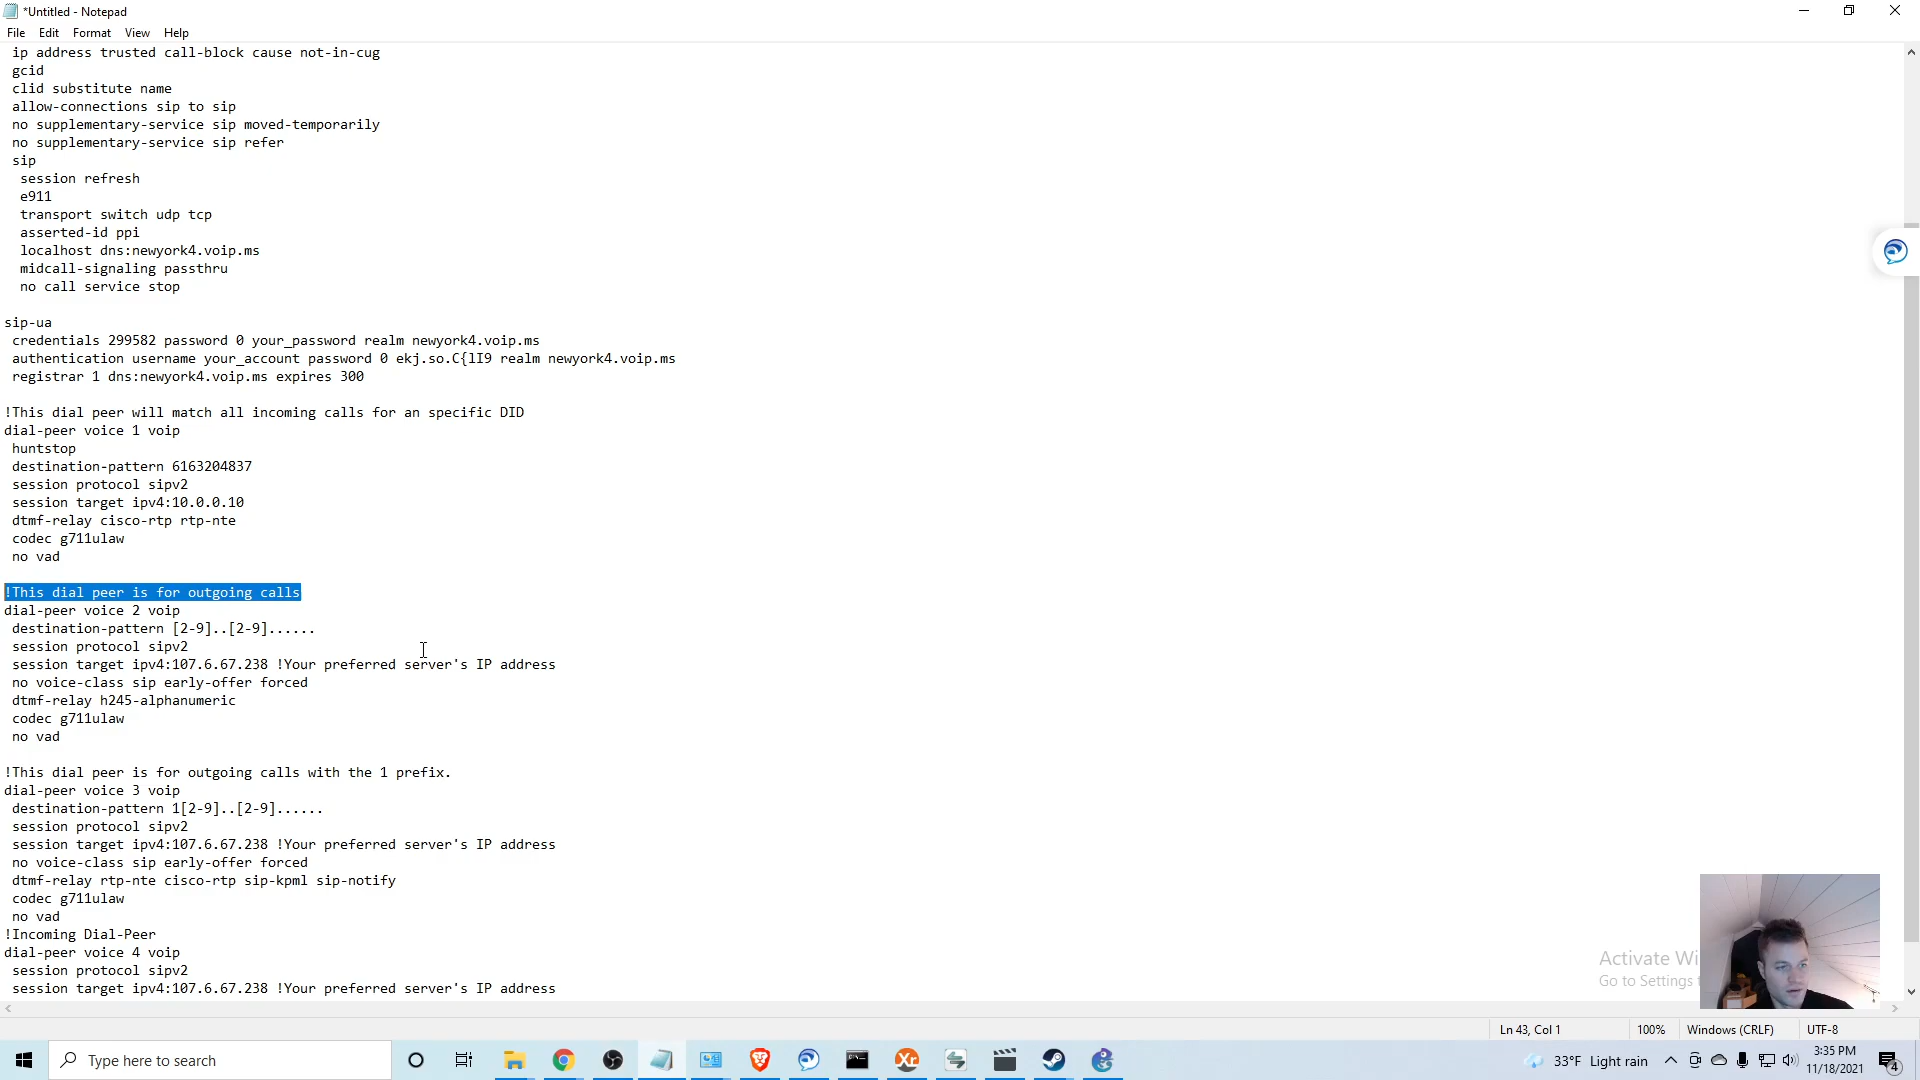 *Untitled - Notepad
File Edit Format View Help
ip address trusted call-block cause not-in-cug
gcid
clid substitute name
allow-connections sip to sip
no supplementary-service sip moved-temporarily
no supplementary-service sip refer
sip
session refresh
e911
transport switch udp tcp
asserted-id ppi
localhost dns:newyork4.voip.ms
midcall-signaling passthru
no call service stop
sip-ua
credentials 299582 password 0 your_password realm newyork4.voip.ms
authentication username your_account password 0 ekj.so.C{lI9 realm newyork4.voip.ms
registrar 1 dns:newyork4.voip.ms expires 300
!This dial peer will match all incoming calls for an specific DID
dial-peer voice 1 voip
huntstop
destination-pattern 6163204837
session protocol sipv2
session target ipv4:10.0.0.10
dtmf-relay cisco-rtp rtp-nte
codec g711ulaw
no vad
!This dial peer is for outgoing calls
dial-peer voice 2 voip
destination-pattern [2-9]..[2-9]......
session protocol sipv2
session target ipv4:107.6.67.238 !Your preferred server's IP address
no voice-class sip early-offer forced
dtmf-relay h245-alphanumeric
codec g711ulaw
no vad
!This dial peer is for outgoing calls with the 1 prefix.
dial-peer voice 3 voip
destination-pattern 1[2-9]..[2-9]......
session protocol sipv2
session target ipv4:107.6.67.238 !Your preferred server's IP address
no voice-class sip early-offer forced
dtmf-relay rtp-nte cisco-rtp sip-kpml sip-notify
codec g711ulaw
no vad
!Incoming Dial-Peer
dial-peer voice 4 voip
session protocol sipv2
session target ipv4:107.6.67.238 !Your preferred server's IP address
Activate Wi
Go to Settings
Ln 43, Col 1 100% Windows (CRLF) UTF-8
Type here to search
Xr
33°F Light rain
3:35 PM
11/18/2021
4